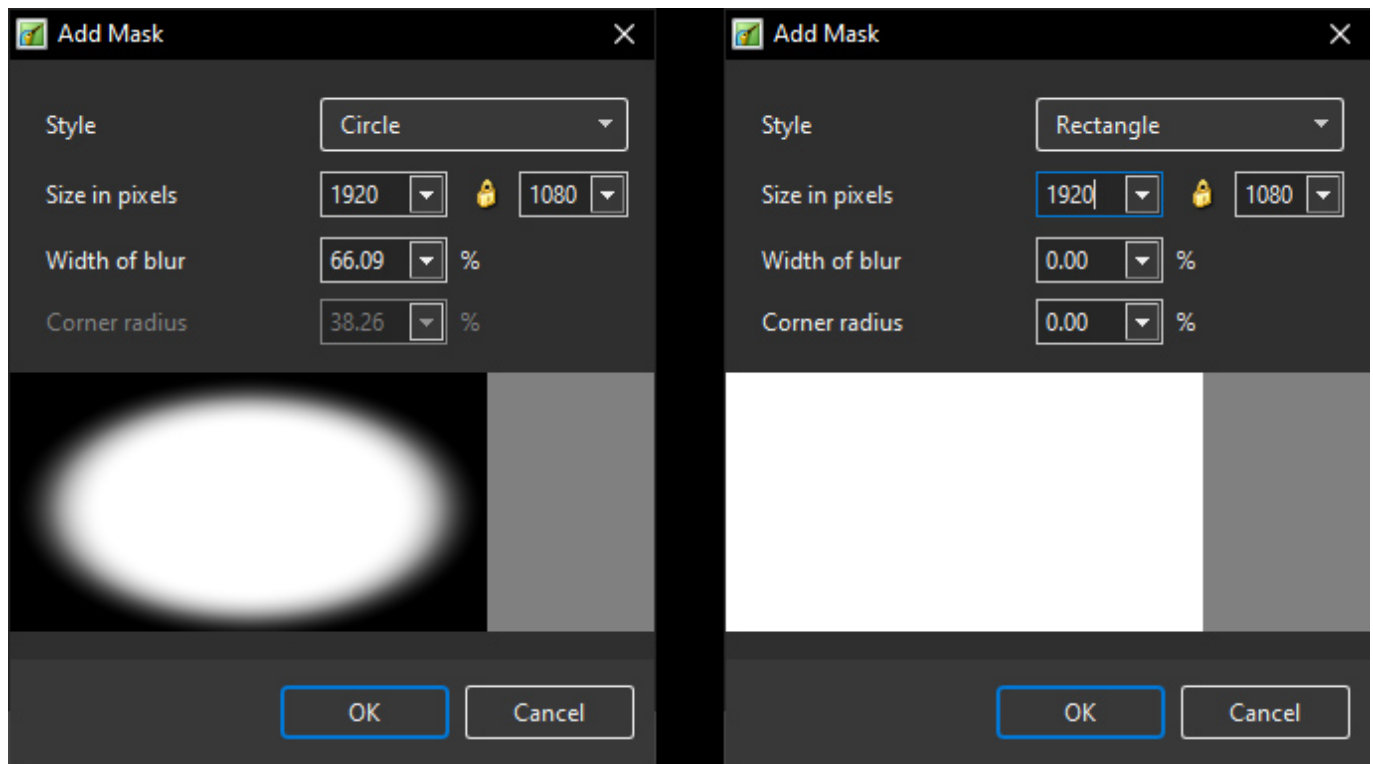 Add Mask
Style Circle
Size in pixels 1920 1080
Width of blur 66.09 %
Corner radius 38.26 %
OK Cancel
Add Mask
Style Rectangle
Size in pixels 1920 1080
Width of blur 0.00 %
Corner radius 0.00 %
OK Cancel